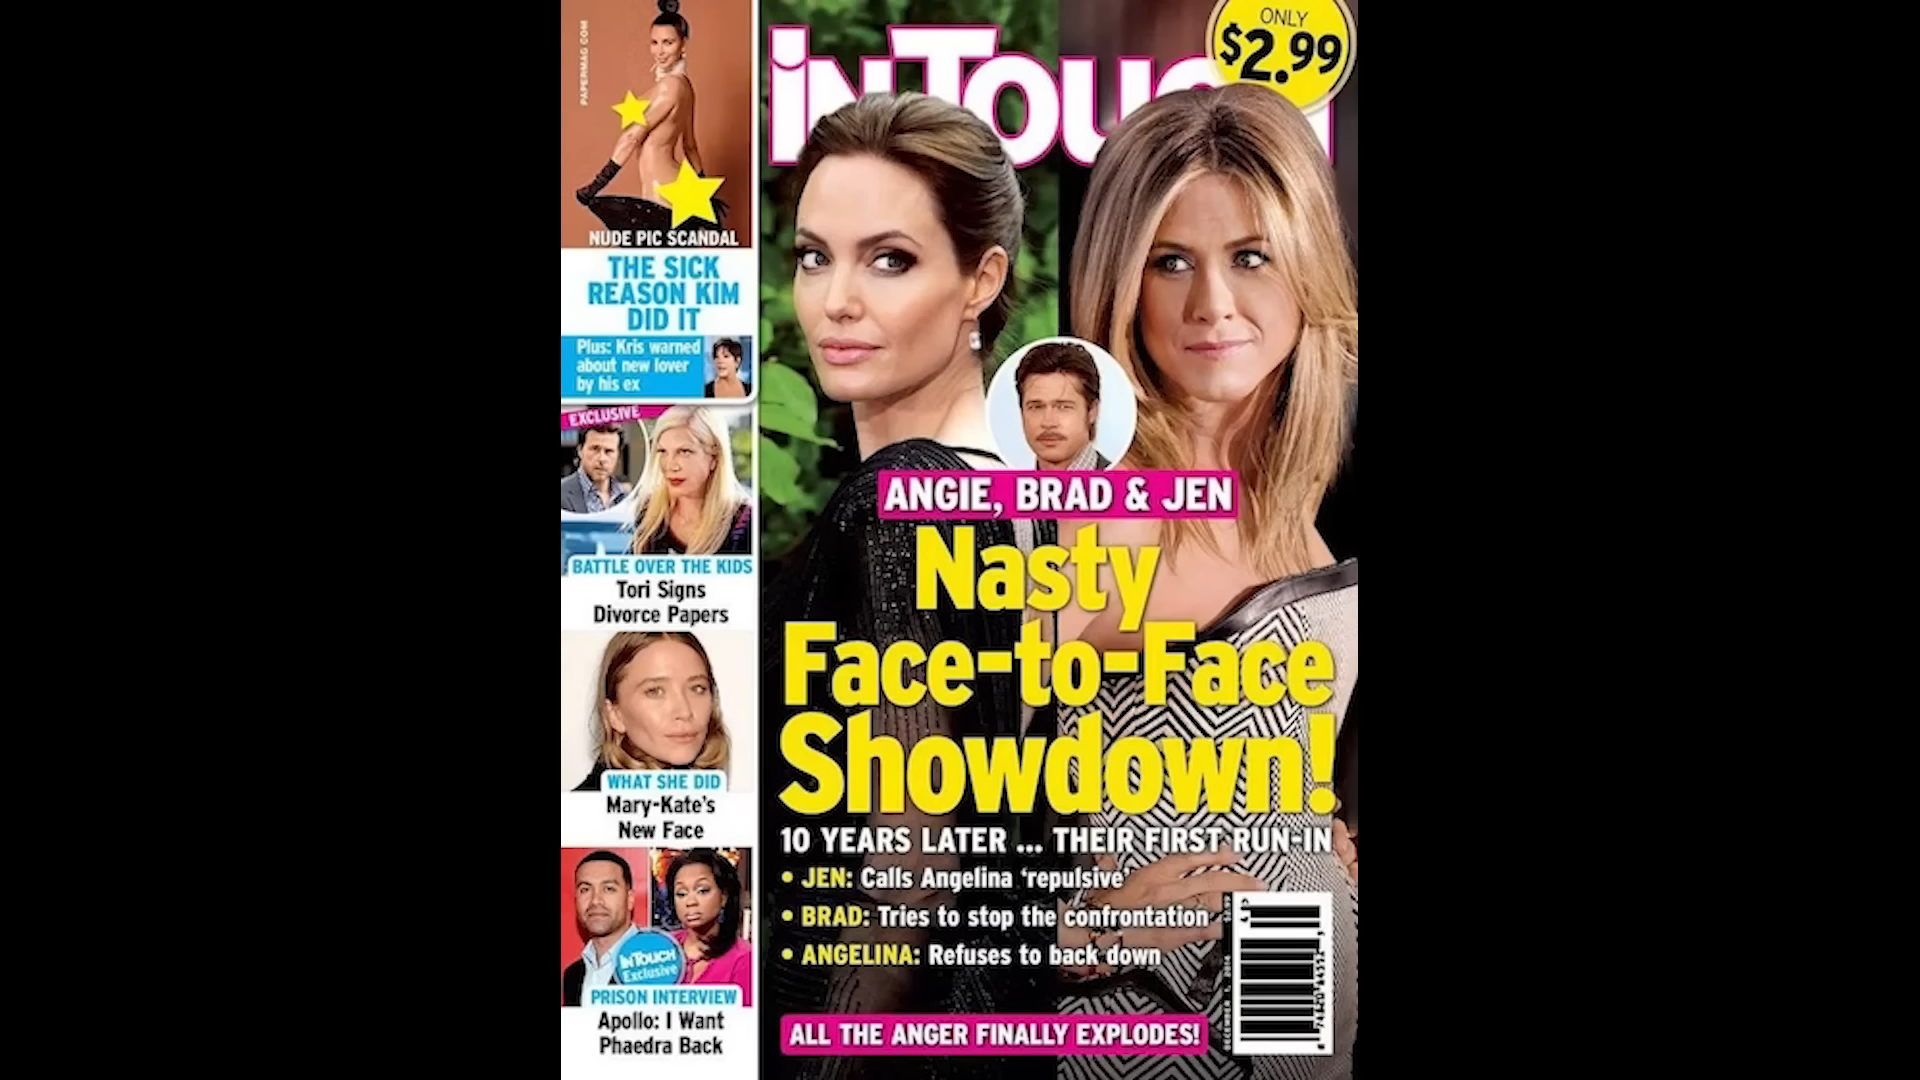 PAPERMAG.COM
NUDE PIC SCANDAL
THE SICK
REASON KIM
DID IT
Plus: Kris warned
about new lover
by his ex
EXCLUSIVE
BATTLE OVER THE KIDS
Tori Signs
Divorce Papers
WHAT SHE DID
Mary-Kate's
New Face
INTOUCH
Exclusive
PRISON INTERVIEW
Apollo: I Want
Phaedra Back
INTOUCH
ONLY
$2.99
ANGIE, BRAD & JEN
Nasty
Face-to-Face
Showdown!
10 YEARS LATER ... THEIR FIRST RUN-IN
• JEN: Calls Angelina 'repulsive'
• BRAD: Tries to stop the confrontation
• ANGELINA: Refuses to back down
ALL THE ANGER FINALLY EXPLODES!
DECEMBER 1, 2014